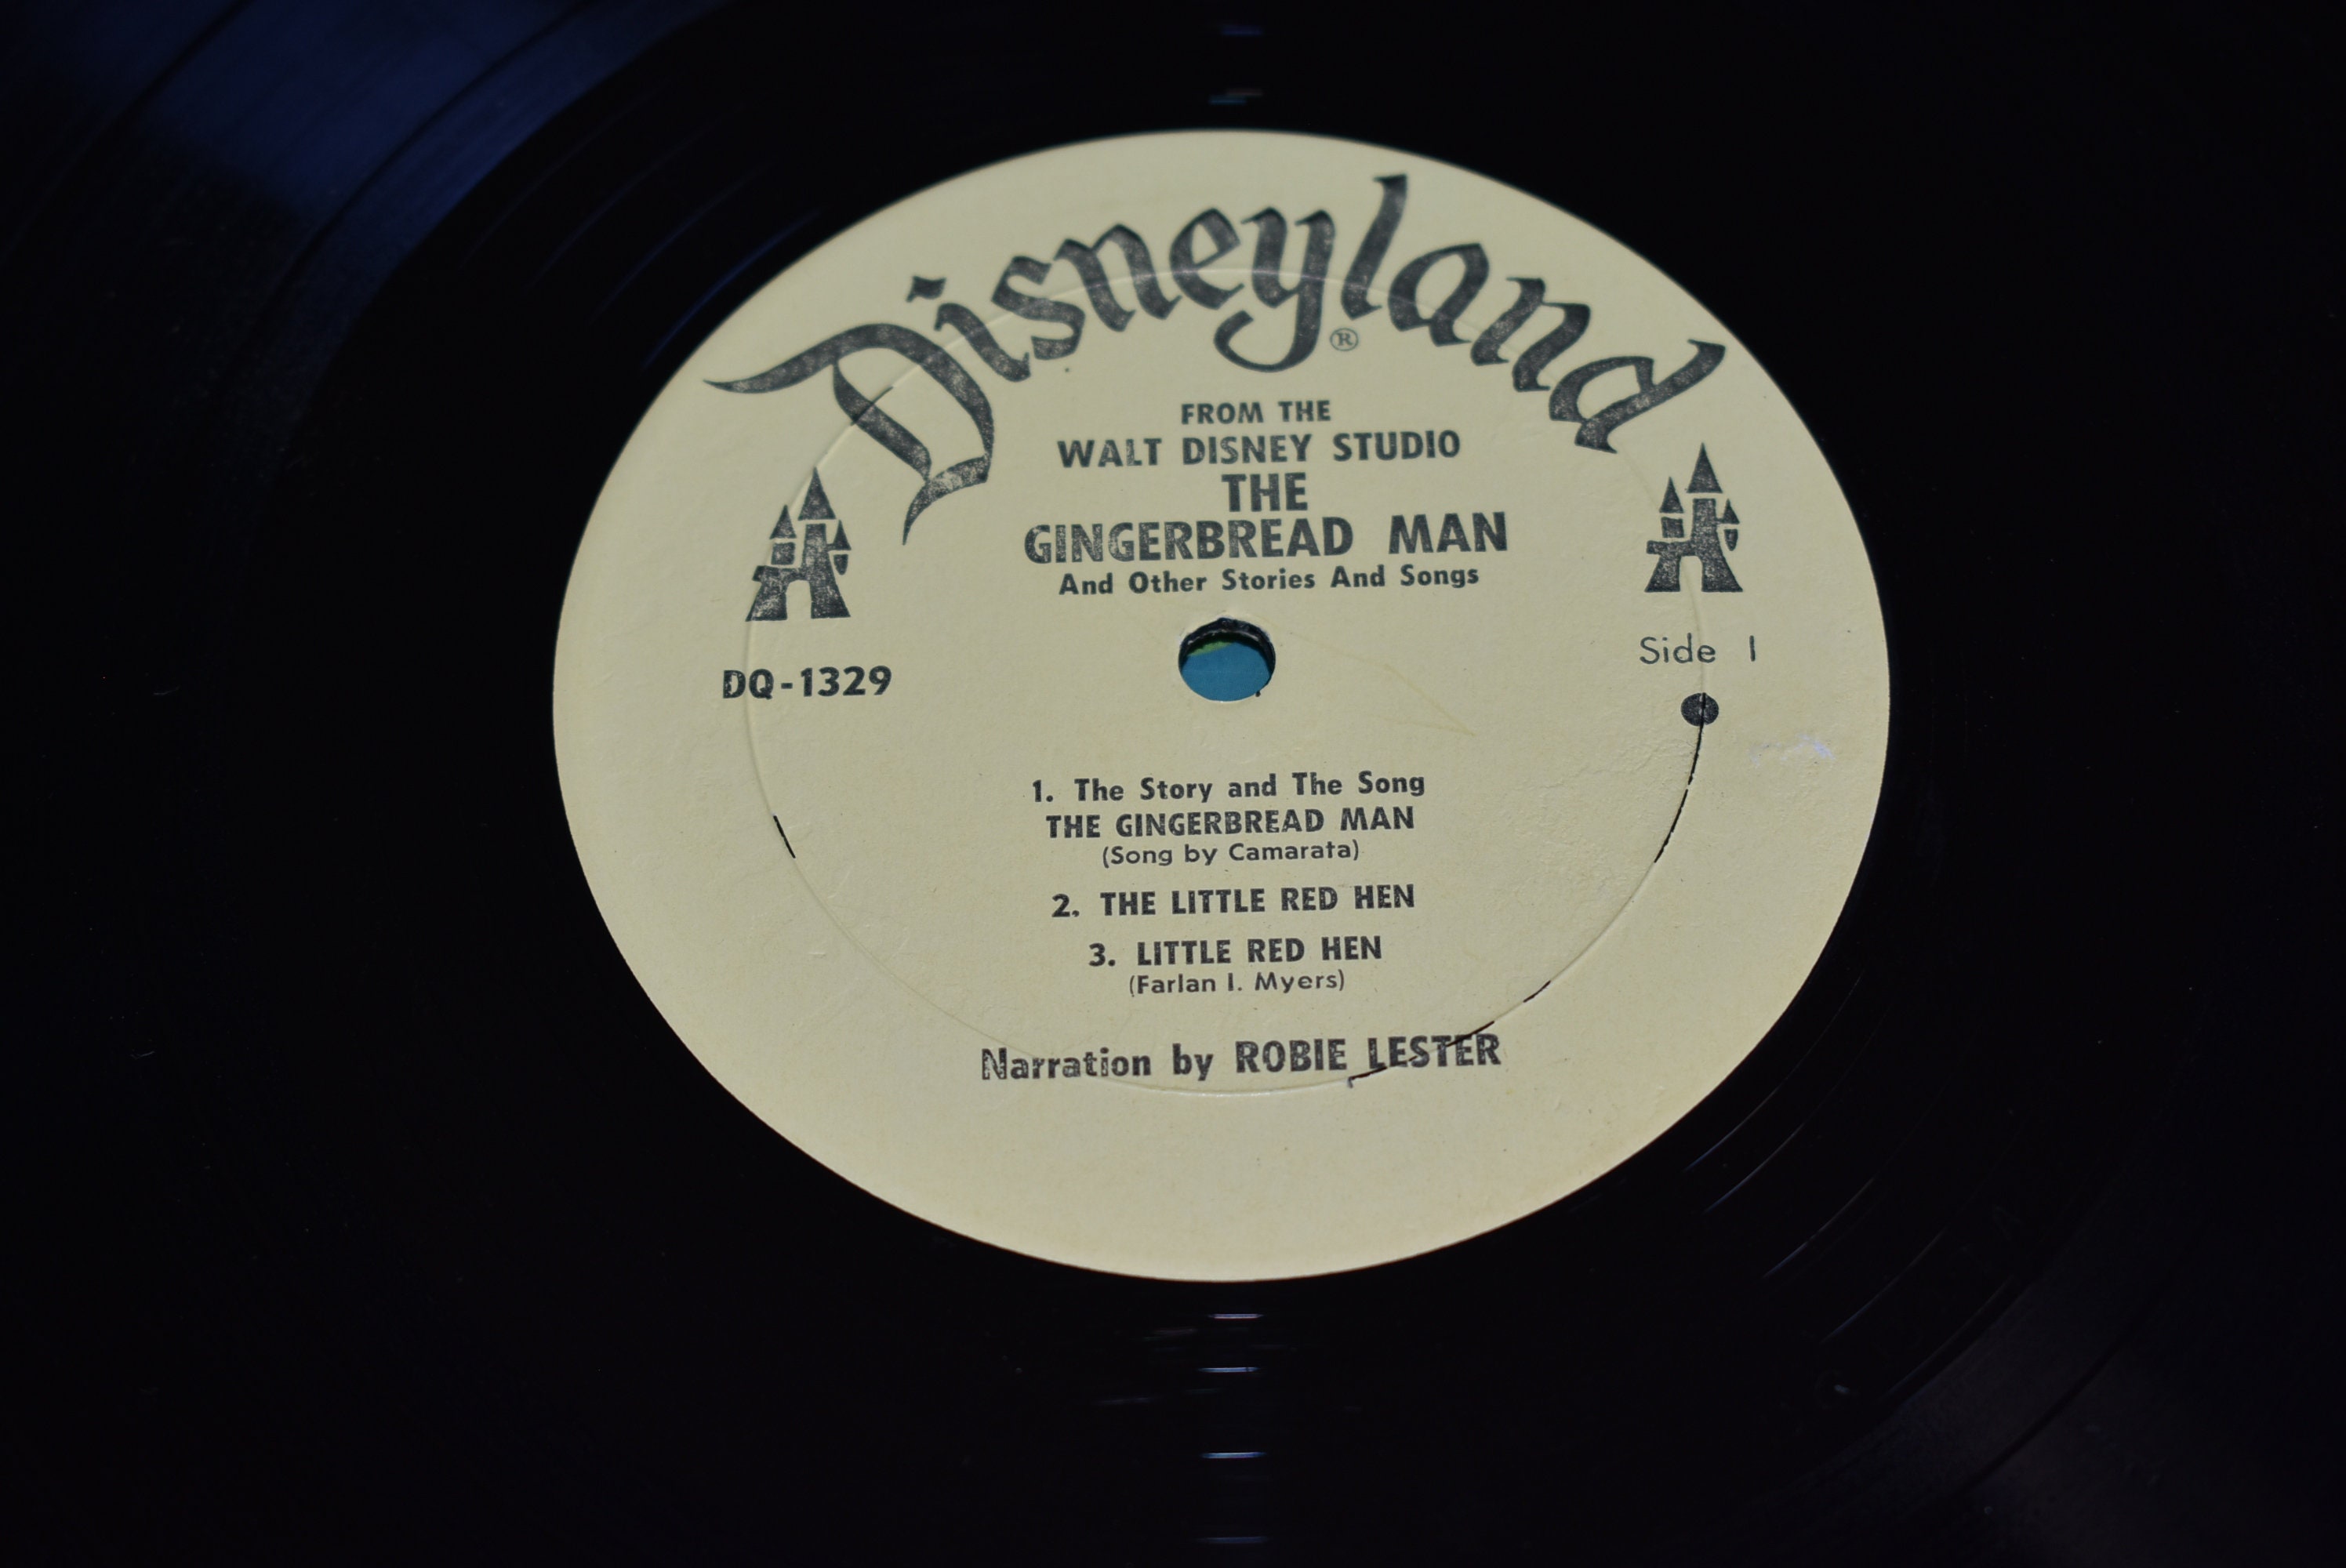 Disneyland®
FROM THE
WALT DISNEY STUDIO
THE
GINGERBREAD MAN
And Other Stories And Songs
DQ-1329
Side 1
1. The Story and The Song
THE GINGERBREAD MAN
(Song by Camarata)
2. THE LITTLE RED HEN
3. LITTLE RED HEN
(Farlan I. Myers)
Narration by ROBIE LESTER